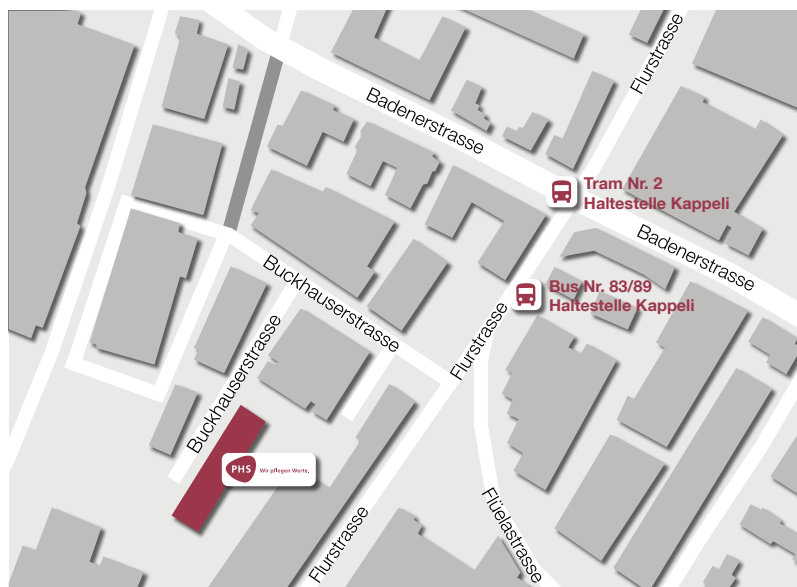 Flurstrasse
Badenerstrasse
Tram Nr. 2
Haltestelle Kappeli
Badenerstrasse
Buckhauserstrasse
Bus Nr. 83/89
Haltestelle Kappeli
Flurstrasse
Buckhauserstrasse
PHS Wir pflegen Werte.
Flüelastrasse
Flurstrasse